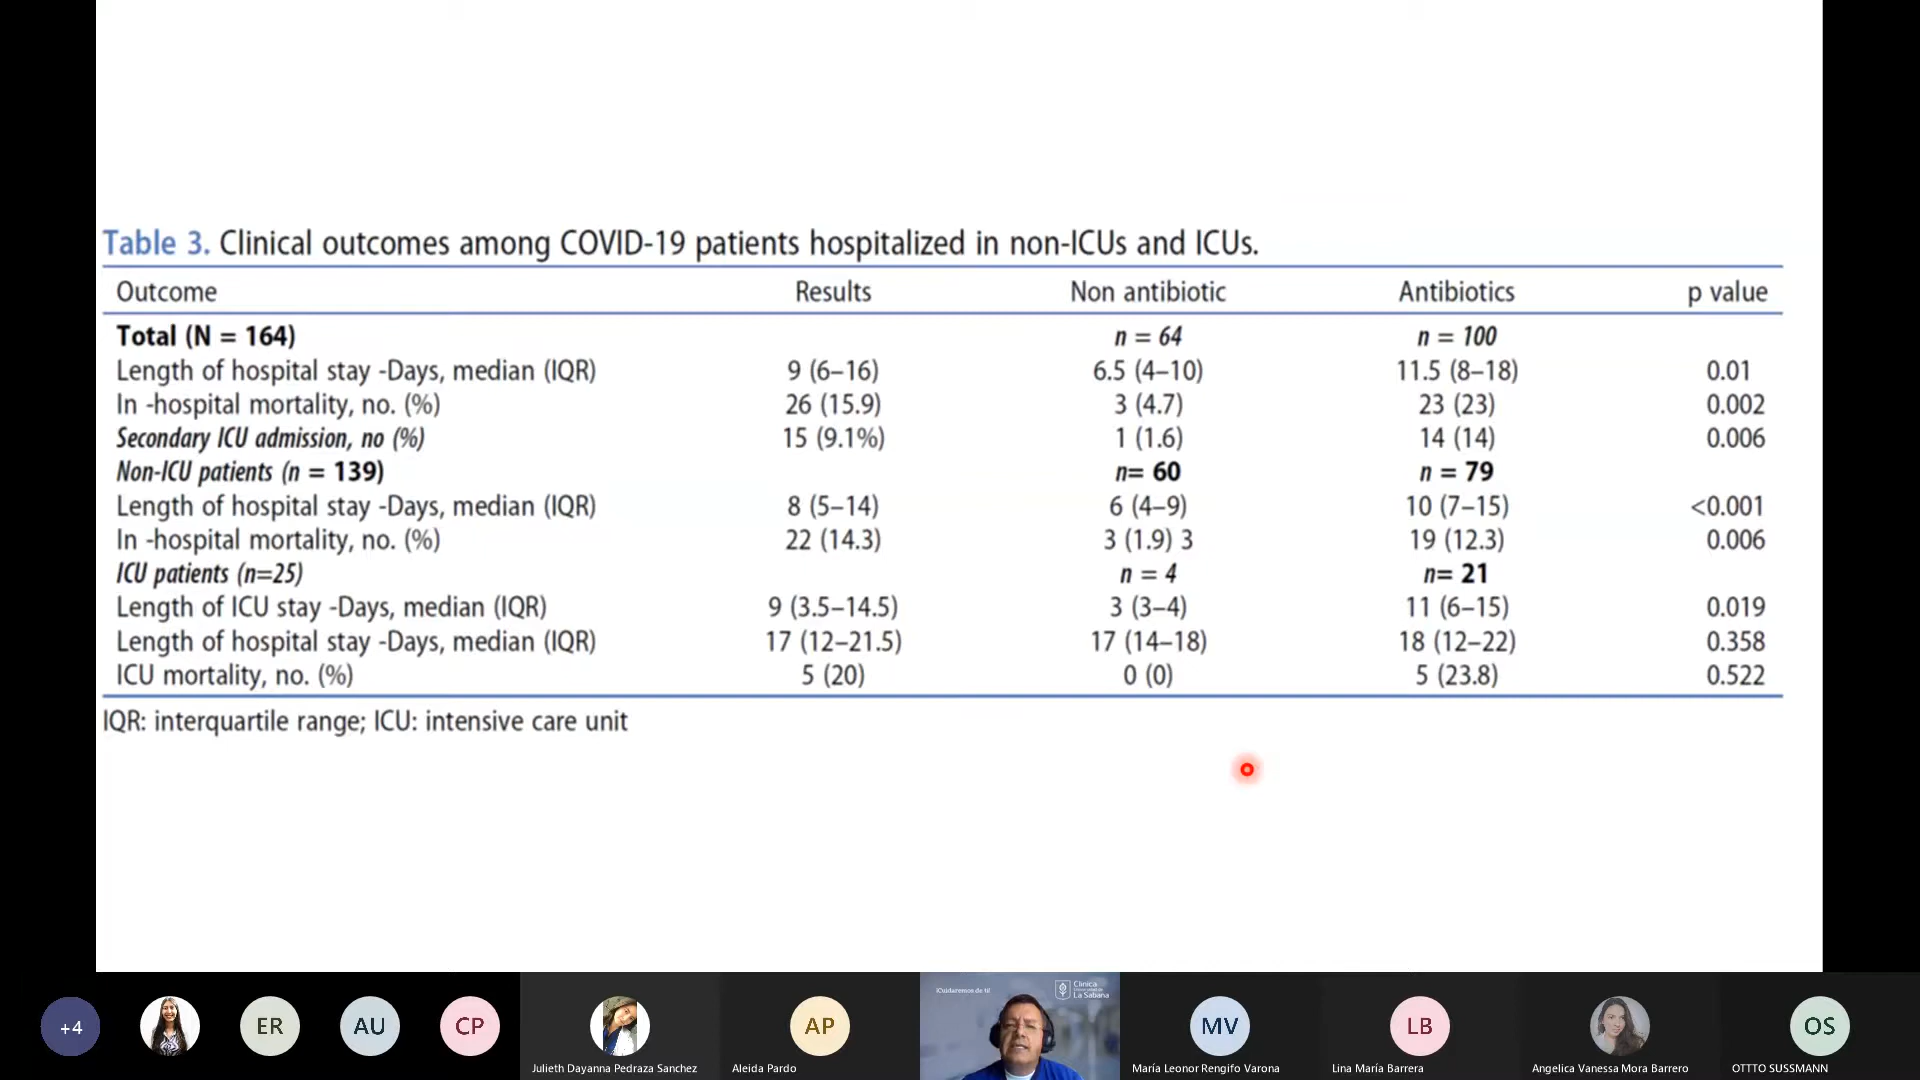 Table 3. Clinical outcomes among COVID-19 patients hospitalized in non-ICUs and ICUs.
Outcome Results Non antibiotic Antibiotics p value
Total (N = 164) n = 64 n = 100
Length of hospital stay -Days, median (IQR) 9 (6–16) 6.5 (4–10) 11.5 (8–18) 0.01
In -hospital mortality, no. (%) 26 (15.9) 3 (4.7) 23 (23) 0.002
Secondary ICU admission, no (%) 15 (9.1%) 1 (1.6) 14 (14) 0.006
Non-ICU patients (n = 139) n= 60 n = 79
Length of hospital stay -Days, median (IQR) 8 (5–14) 6 (4–9) 10 (7–15) <0.001
In -hospital mortality, no. (%) 22 (14.3) 3 (1.9) 3 19 (12.3) 0.006
ICU patients (n=25) n = 4 n= 21
Length of ICU stay -Days, median (IQR) 9 (3.5–14.5) 3 (3–4) 11 (6–15) 0.019
Length of hospital stay -Days, median (IQR) 17 (12–21.5) 17 (14–18) 18 (12–22) 0.358
ICU mortality, no. (%) 5 (20) 0 (0) 5 (23.8) 0.522
IQR: interquartile range; ICU: intensive care unit
¡Cuidaremos de ti!
Clínica
La Sabana
+4 ER AU CP AP MV LB OS
Julieth Dayanna Pedraza Sanchez Aleida Pardo María Leonor Rengifo Varona Lina María Barrera Angelica Vanessa Mora Barrero OTTTO SUSSMANN